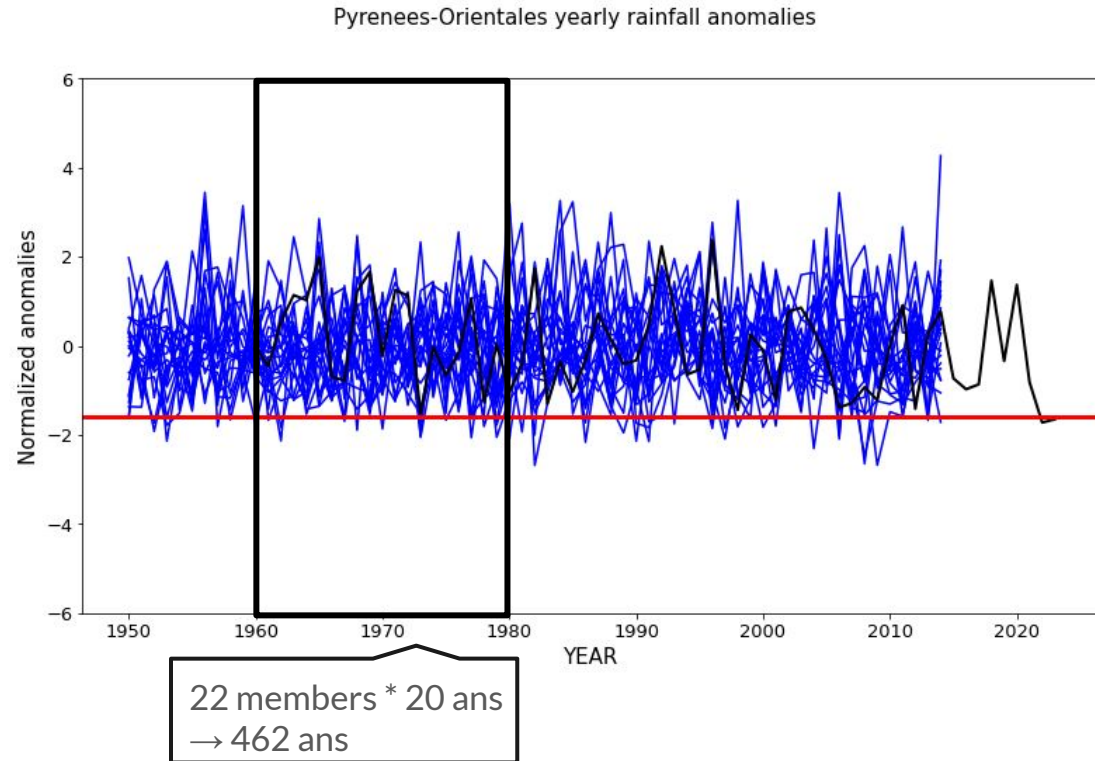 Pyrenees-Orientales yearly rainfall anomalies
6
4
2
0
−2
−4
−6
Normalized anomalies
1950 1960 1970 1980 1990 2000 2010 2020
YEAR
22 members * 20 ans
→ 462 ans